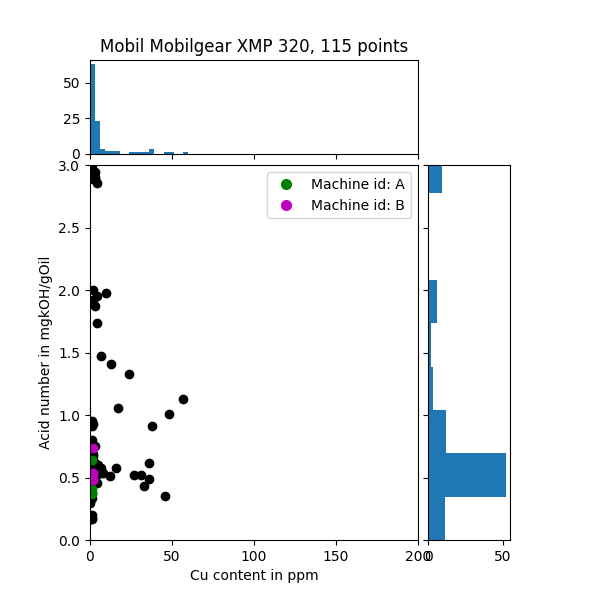 Mobil Mobilgear XMP 320, 115 points
50
25
0
3.0
2.5
2.0
1.5
1.0
0.5
0.0
Acid number in mgkOH/gOil
Machine id: A
Machine id: B
0 50 100 150 200
0 50
Cu content in ppm